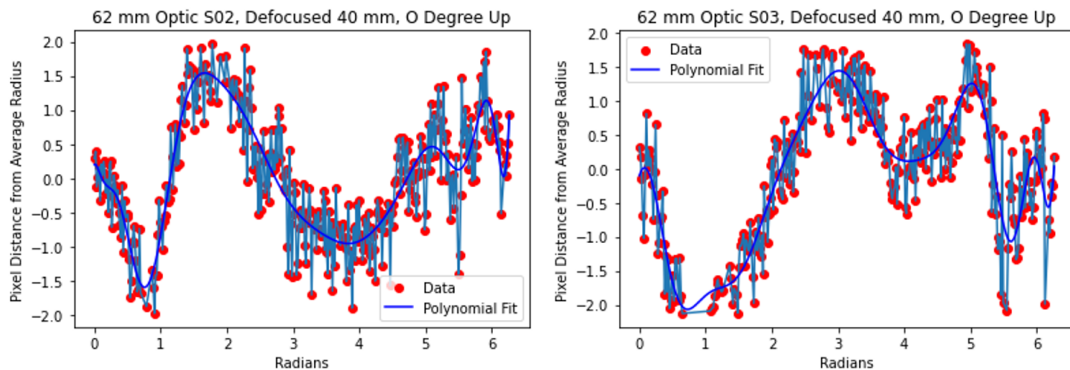 62 mm Optic S02, Defocused 40 mm, O Degree Up
2.0
1.5
1.0
0.5
0.0
−0.5
−1.0
−1.5
−2.0
Pixel Distance from Average Radius
Data
Polynomial Fit
0 1 2 3 4 5 6
Radians
62 mm Optic S03, Defocused 40 mm, O Degree Up
Data
Polynomial Fit
2.0
1.5
1.0
0.5
0.0
−0.5
−1.0
−1.5
−2.0
Pixel Distance from Average Radius
0 1 2 3 4 5 6
Radians